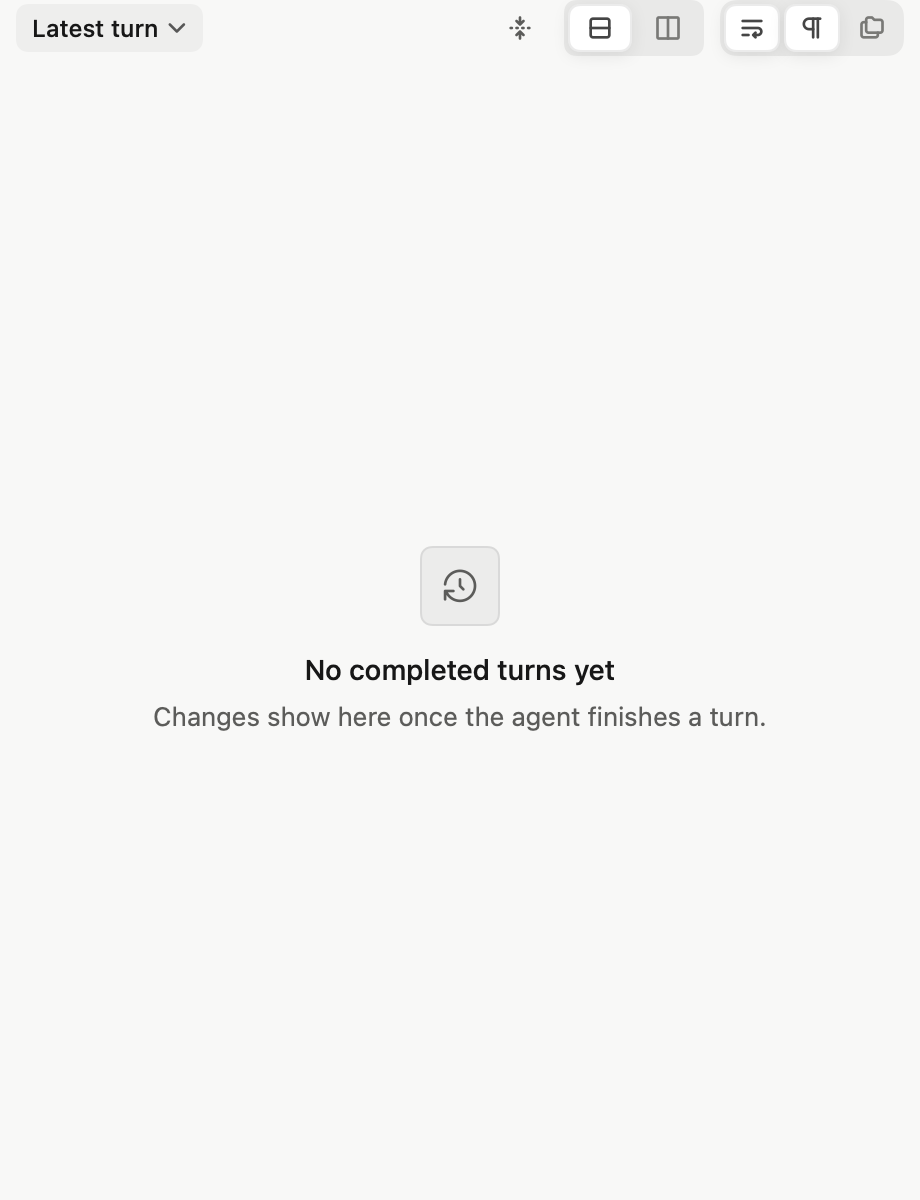 Latest turn
No completed turns yet
Changes show here once the agent finishes a turn.